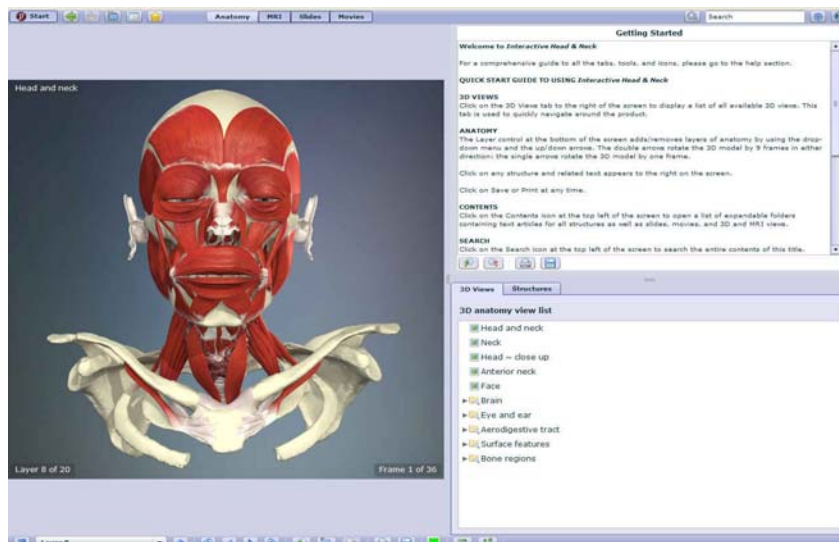 Start
Anatomy MRI Slides Movies
Search
Head and neck
Layer 8 of 20
Frame 1 of 36
Getting Started
Welcome to Interactive Head & Neck
For a comprehensive guide to all the tabs, tools, and icons, please go to the help section.
QUICK START GUIDE TO USING Interactive Head & Neck
3D VIEWS
Click on the 3D View tab to the right of the screen to display a list of all available 3D views. This
tab is used to quickly navigate around the product.
ANATOMY
The Layer control at the bottom of the screen adds/removes layers of anatomy by using the drop-
down menu and the up/down arrows. The double arrows rotate the 3D model by 9 frames in either
direction; the single arrows rotate the 3D model by one frame.
Click on any structure and related text appears to the right on the screen.
Click on Save or Print at any time.
CONTENTS
Click on the Contents icon at the top left of the screen to open a list of expandable folders
containing text articles for all structures as well as slides, movies, and 3D and MRI views.
SEARCH
Click on the Search icon at the top left of the screen to search the entire contents of this title.
3D Views Structures
3D anatomy view list
Head and neck
Neck
Head ~ close up
Anterior neck
Face
Brain
Eye and ear
Aerodigestive tract
Surface features
Bone regions